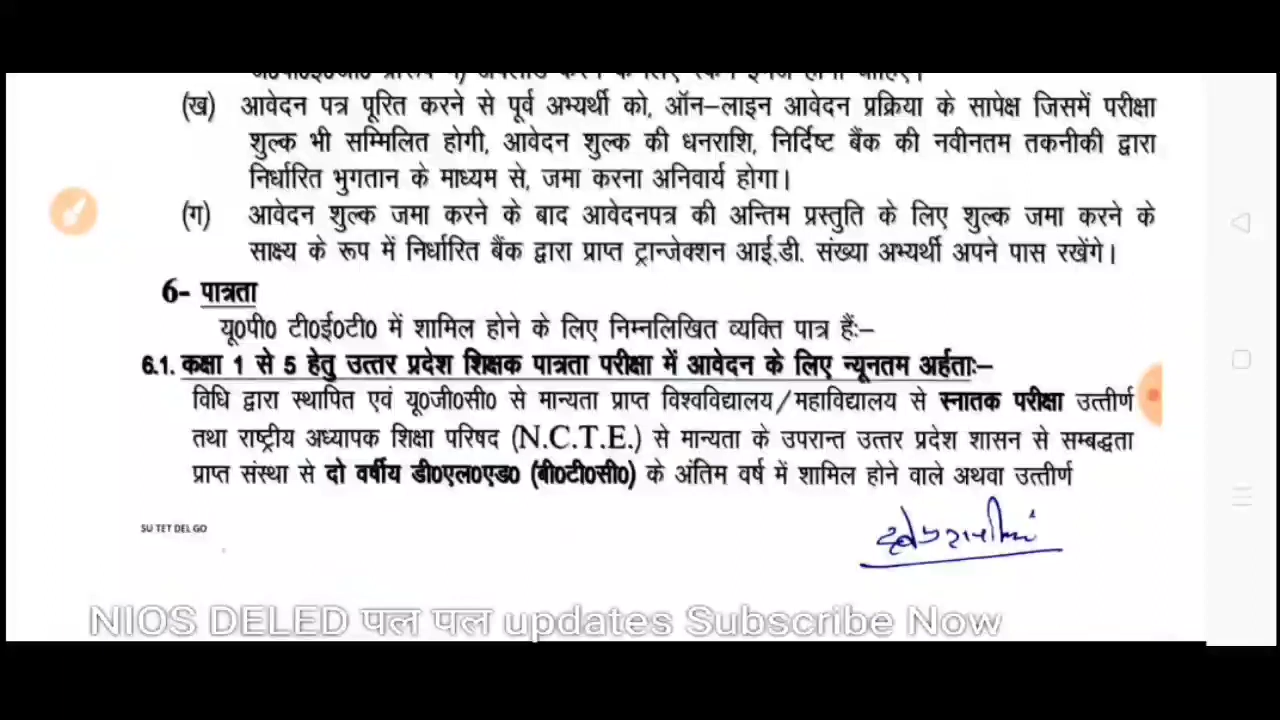 (ख) आवेदन पत्र पूरित करने से पूर्व अभ्यर्थी को, ऑन–लाइन आवेदन प्रक्रिया के सापेक्ष जिसमें परीक्षा
शुल्क भी सम्मिलित होगी, आवेदन शुल्क की धनराशि, निर्दिष्ट बैंक की नवीनतम तकनीकी द्वारा
निर्धारित भुगतान के माध्यम से, जमा करना अनिवार्य होगा।
(ग) आवेदन शुल्क जमा करने के बाद आवेदनपत्र की अन्तिम प्रस्तुति के लिए शुल्क जमा करने के
साक्ष्य के रूप में निर्धारित बैंक द्वारा प्राप्त ट्रान्जेक्शन आई.डी. संख्या अभ्यर्थी अपने पास रखेंगे।
6- पात्रता
यू0पी0 टी0ई0टी0 में शामिल होने के लिए निम्नलिखित व्यक्ति पात्र हैंः–
6.1. कक्षा 1 से 5 हेतु उत्तर प्रदेश शिक्षक पात्रता परीक्षा में आवेदन के लिए न्यूनतम अर्हताः–
विधि द्वारा स्थापित एवं यू0जी0सी0 से मान्यता प्राप्त विश्वविद्यालय/महाविद्यालय से स्नातक परीक्षा उत्तीर्ण
तथा राष्ट्रीय अध्यापक शिक्षा परिषद (N.C.T.E.) से मान्यता के उपरान्त उत्तर प्रदेश शासन से सम्बद्धता
प्राप्त संस्था से दो वर्षीय डी0एल0एड0 (बी0टी0सी0) के अंतिम वर्ष में शामिल होने वाले अथवा उत्तीर्ण
SU TET DEL GO
NIOS DELED पल पल updates Subscribe Now